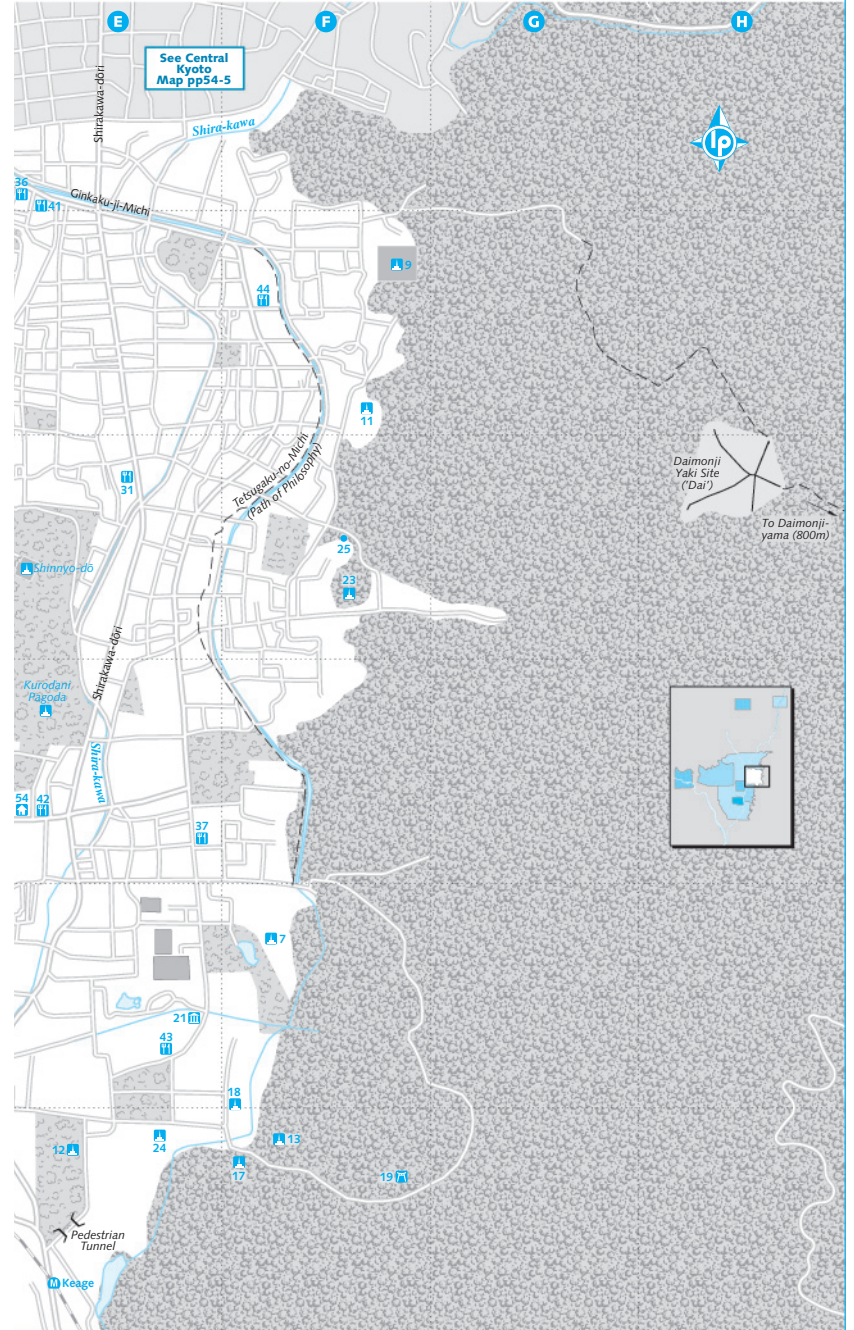 E
F
G
H
See Central
Kyoto
Map pp54-5
Shirakawa-dōri
Shira-kawa
lp
36
41
Ginkaku-ji-Michi
9
44
11
Tetsugaku-no-Michi
(Path of Philosophy)
Daimonji
Yaki Site
('Dai')
31
To Daimonji-
yama (800m)
25
Shinnyo-dō
23
Shirakawa-dōri
Kurodani
Pagoda
Shira-kawa
54
42
37
7
21
43
18
12
24
13
17
19
Pedestrian
Tunnel
M Keage